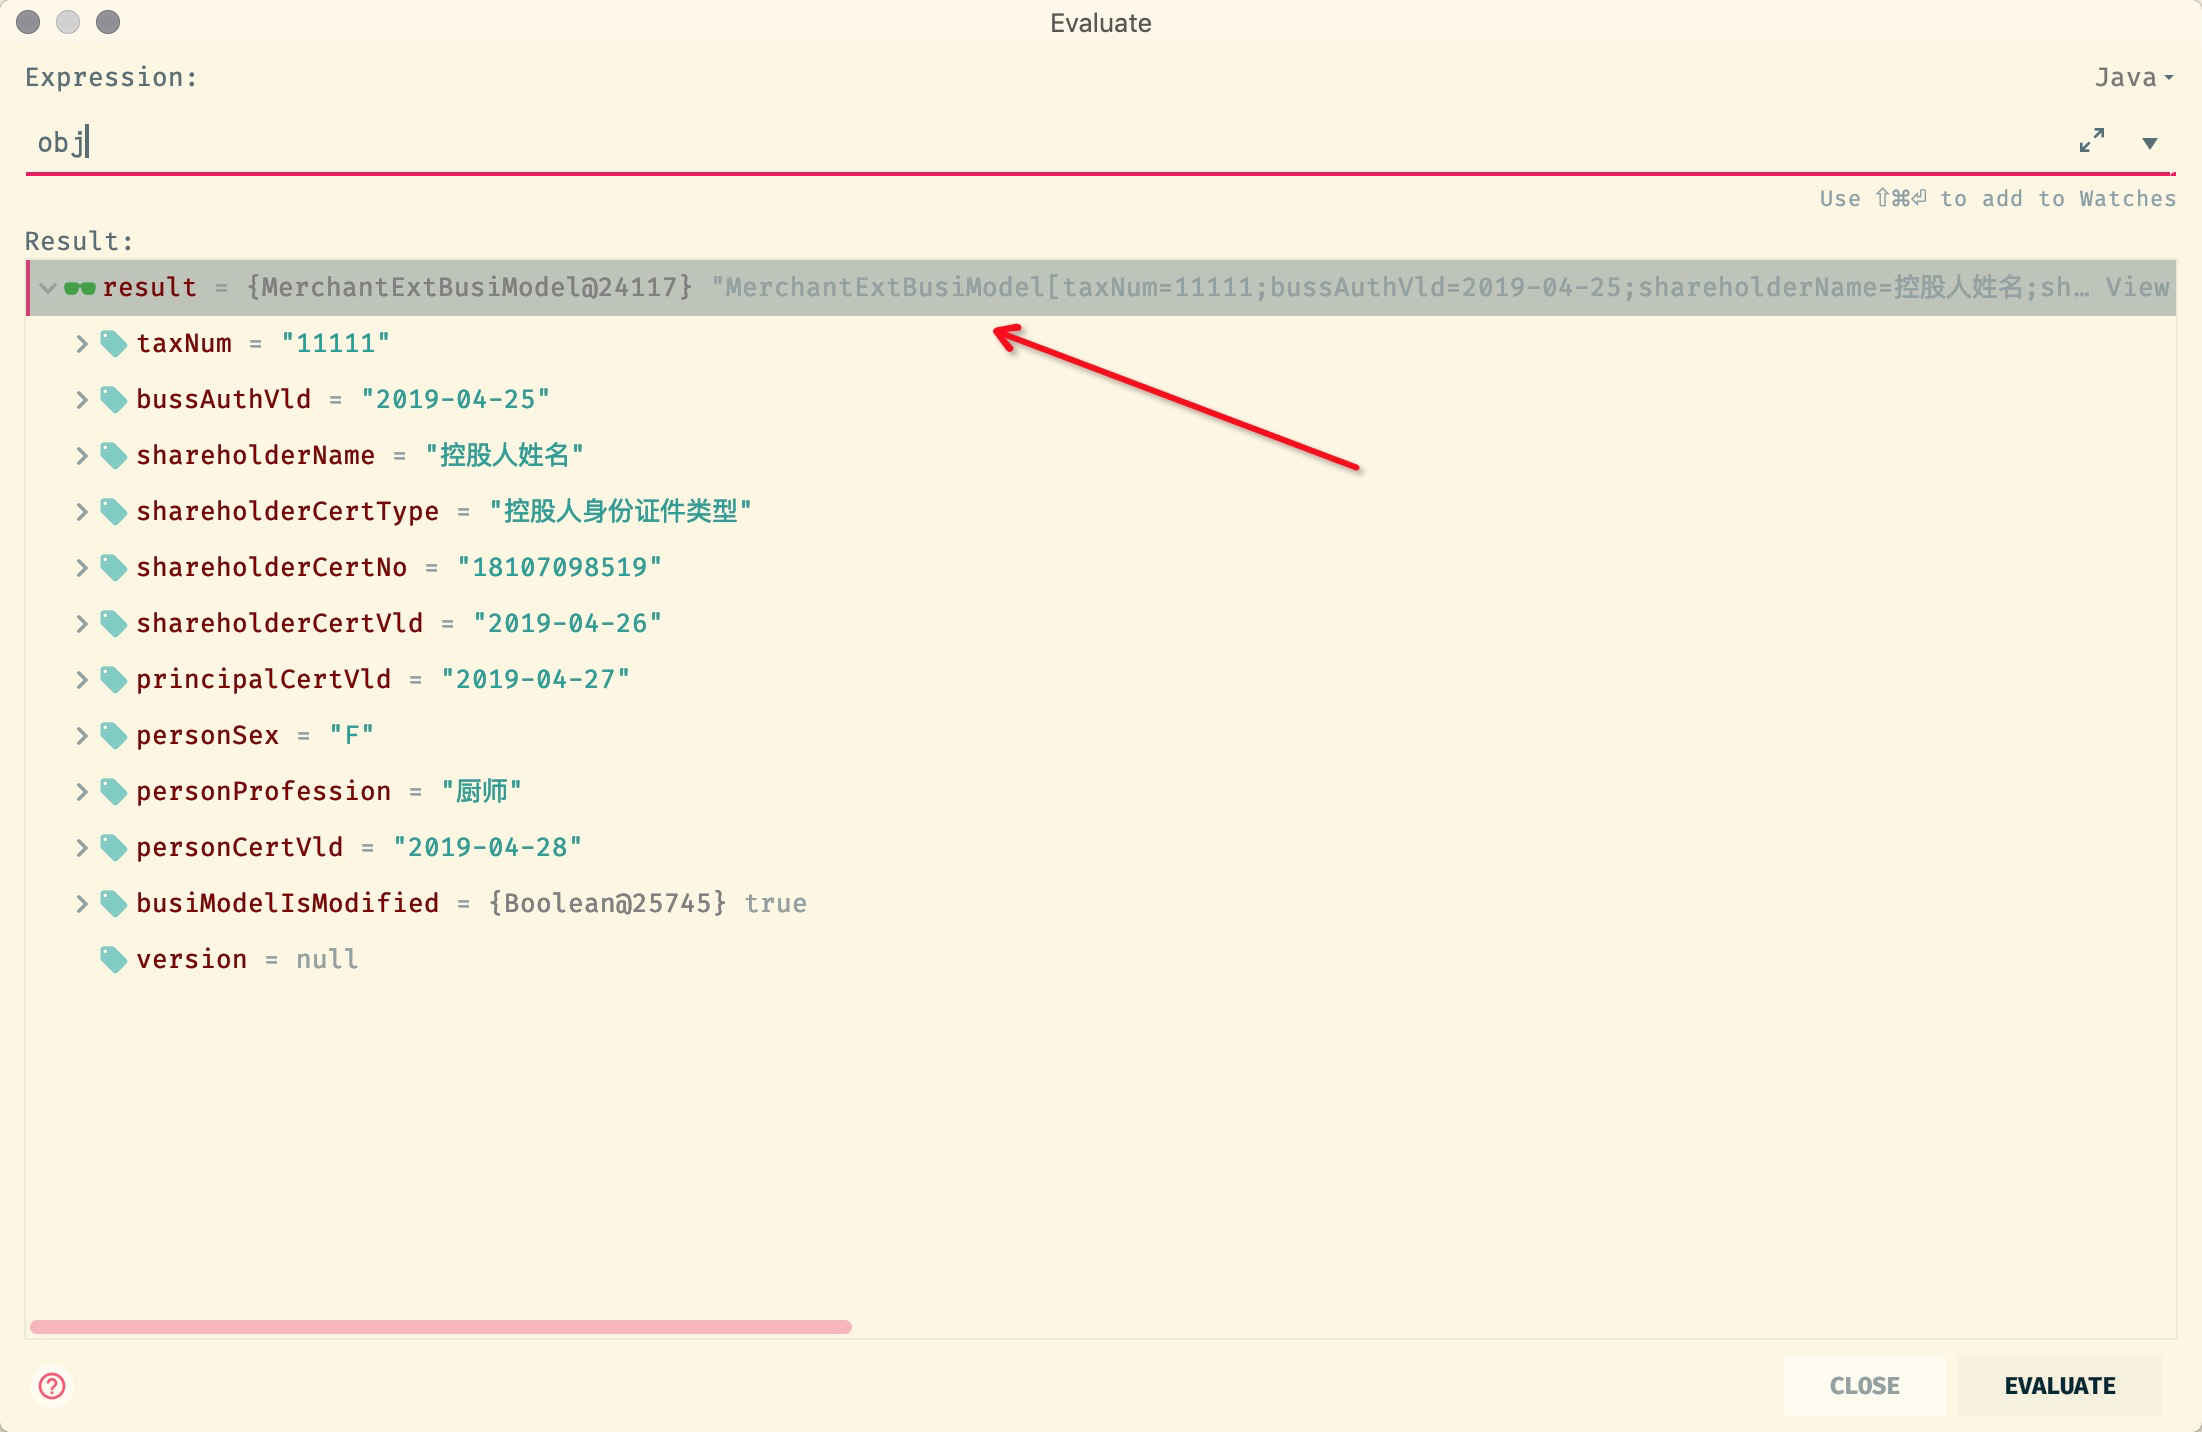 Evaluate
Expression:
Java
obj
Use ⇧⌘⏎ to add to Watches
Result:
result = {MerchantExtBusiModel@24117} "MerchantExtBusiModel[taxNum=11111;bussAuthVld=2019-04-25;shareholderName=控股人姓名;sh… View
taxNum = "11111"
bussAuthVld = "2019-04-25"
shareholderName = "控股人姓名"
shareholderCertType = "控股人身份证件类型"
shareholderCertNo = "18107098519"
shareholderCertVld = "2019-04-26"
principalCertVld = "2019-04-27"
personSex = "F"
personProfession = "厨师"
personCertVld = "2019-04-28"
busiModelIsModified = {Boolean@25745} true
version = null
CLOSE
EVALUATE